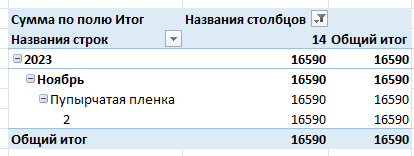 Сумма по полю Итог Названия столбцов
Названия строк 14 Общий итог
2023 16590 16590
Ноябрь 16590 16590
Пупырчатая пленка 16590 16590
2 16590 16590
Общий итог 16590 16590